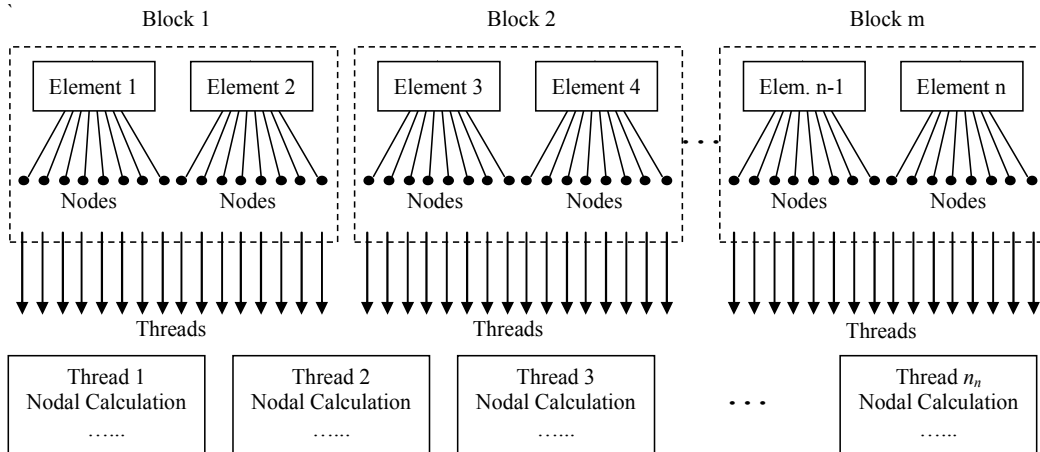 Block 1 Block 2 Block m
Element 1 Element 2 Element 3 Element 4 Elem. n-1 Element n
. . .
Nodes Nodes Nodes Nodes Nodes Nodes
Threads Threads Threads
Thread 1 Thread 2 Thread 3 Thread nₙ
Nodal Calculation Nodal Calculation Nodal Calculation . . . Nodal Calculation
…... …... …... …...